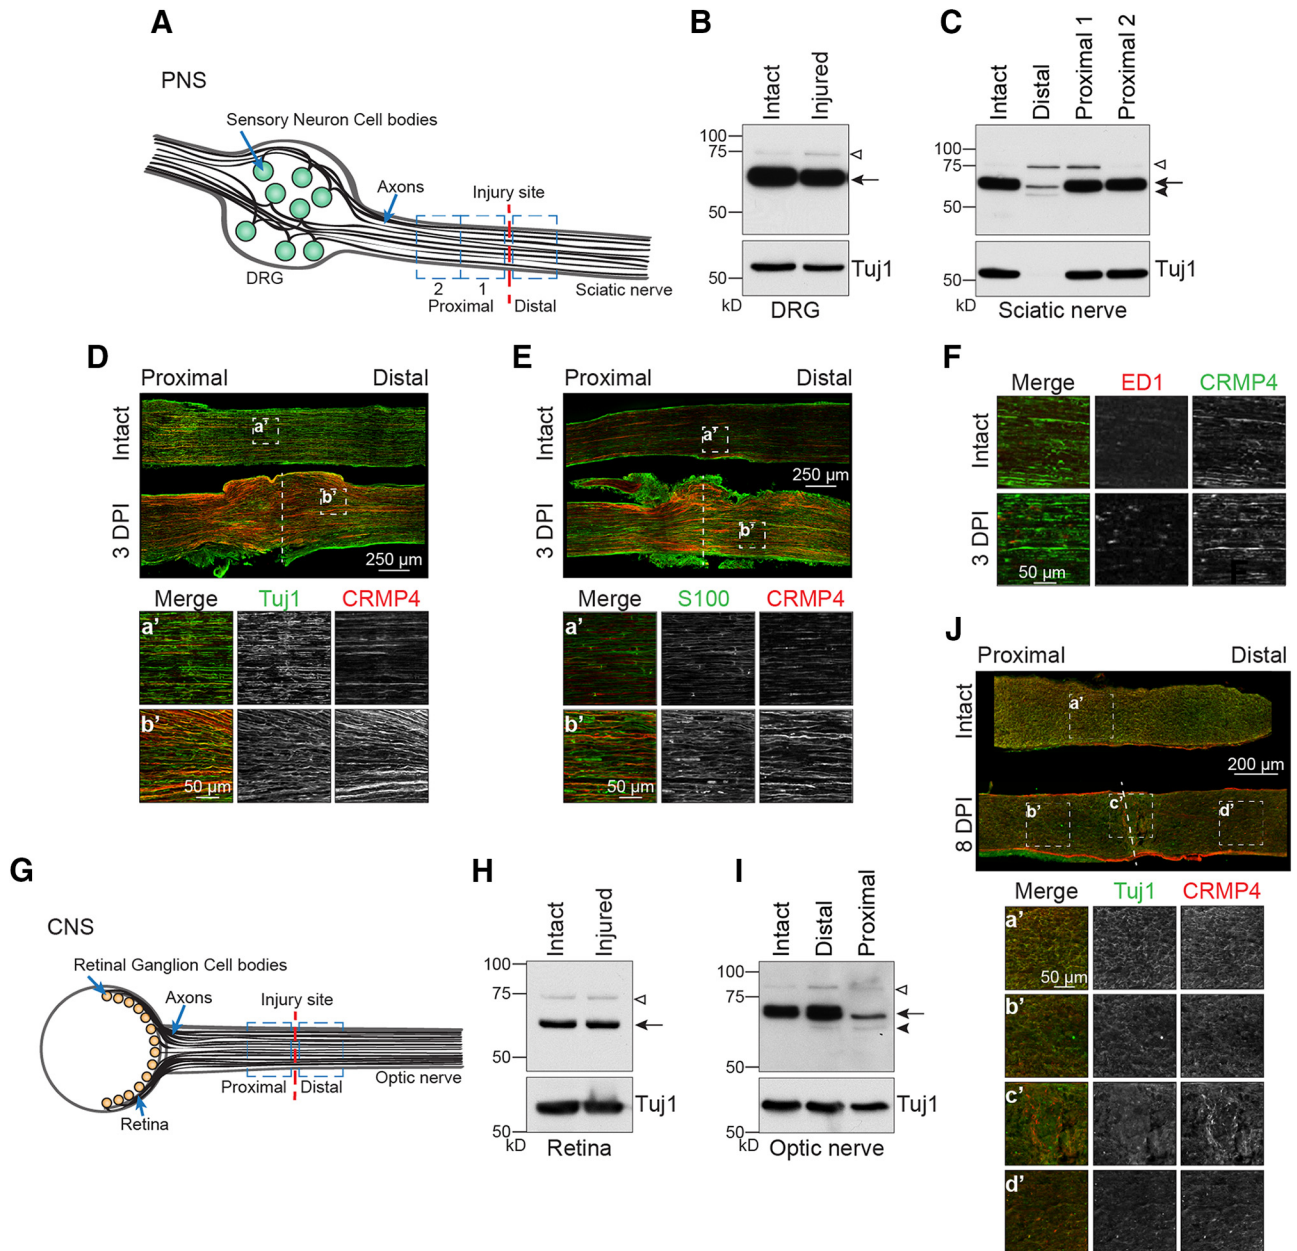 A
PNS
Sensory Neuron Cell bodies
Axons
Injury site
DRG
2 1
Proximal
Distal
Sciatic nerve
B
Intact
Injured
100
75
50
Tuj1
50
kD
DRG
C
Intact
Distal
Proximal 1
Proximal 2
100
75
50
Tuj1
50
kD
Sciatic nerve
D
Proximal Distal
Intact
a'
3 DPI
b'
250 µm
Merge Tuj1 CRMP4
a'
b'
50 µm
E
Proximal Distal
Intact
a'
250 µm
3 DPI
b'
Merge S100 CRMP4
a'
b'
50 µm
F
Merge ED1 CRMP4
Intact
3 DPI
50 µm
G
CNS
Retinal Ganglion Cell bodies
Axons
Injury site
Proximal
Distal
Optic nerve
Retina
H
Intact
Injured
100
75
50
Tuj1
50
kD
Retina
I
Intact
Distal
Proximal
100
75
50
Tuj1
50
kD
Optic nerve
J
Proximal Distal
Intact
a'
200 µm
8 DPI
b'
c'
d'
Merge Tuj1 CRMP4
a'
50 µm
b'
c'
d'